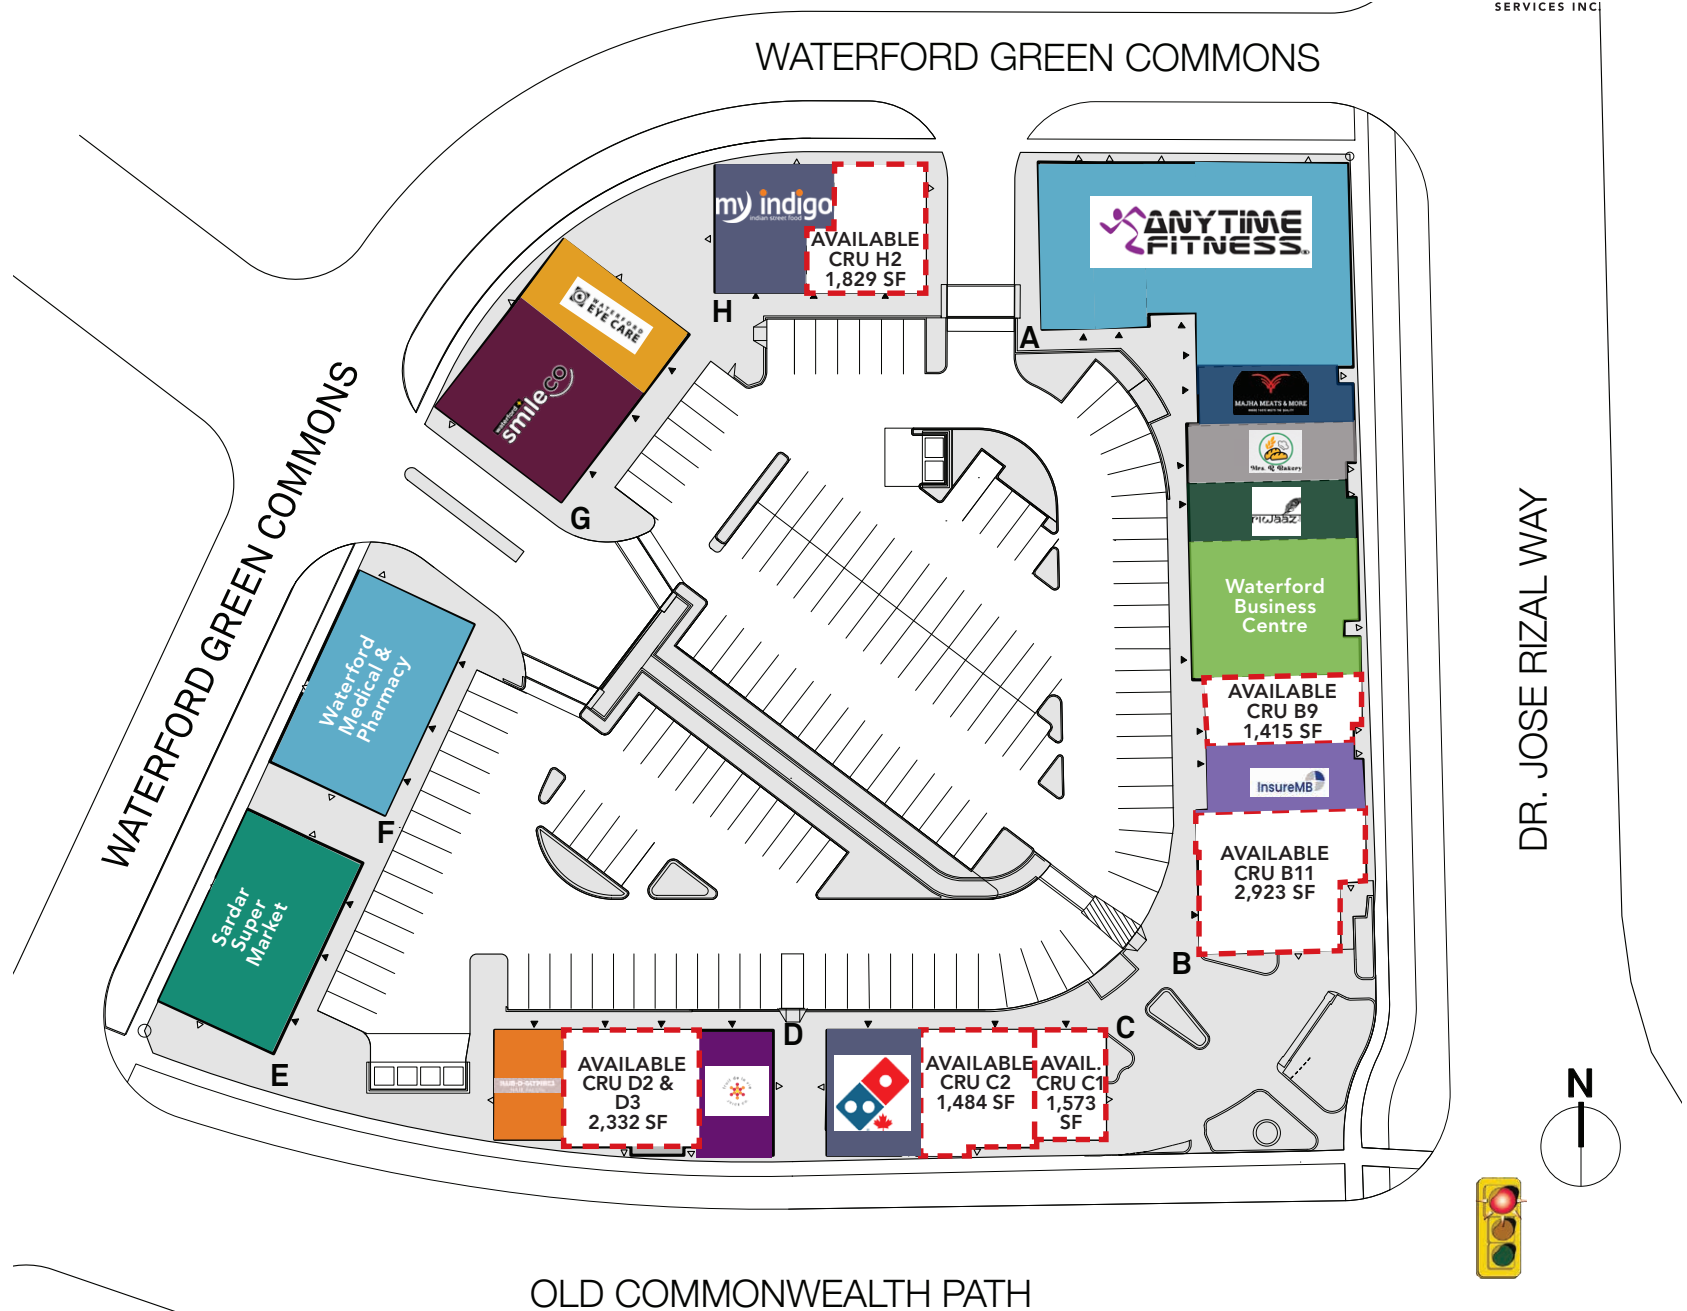 SERVICES INC.
WATERFORD GREEN COMMONS
my indigo
indian street food
AVAILABLE
CRU H2
1,829 SF
H
ANYTIME
FITNESS
A
WATERFORD
EYE CARE
waterford
smileco
G
MAJHA MEATS & MORE
Mrs. R Bakery
riwaaz
Waterford
Business
Centre
AVAILABLE
CRU B9
1,415 SF
InsureMB
AVAILABLE
CRU B11
2,923 SF
B
WATERFORD GREEN COMMONS
DR. JOSE RIZAL WAY
Waterford
Medical &
Pharmacy
F
Sardar
Super
Market
E
AVAILABLE
CRU D2 &
D3
2,332 SF
D
AVAILABLE
CRU C2
1,484 SF
AVAIL.
CRU C1
1,573
SF
C
N
OLD COMMONWEALTH PATH